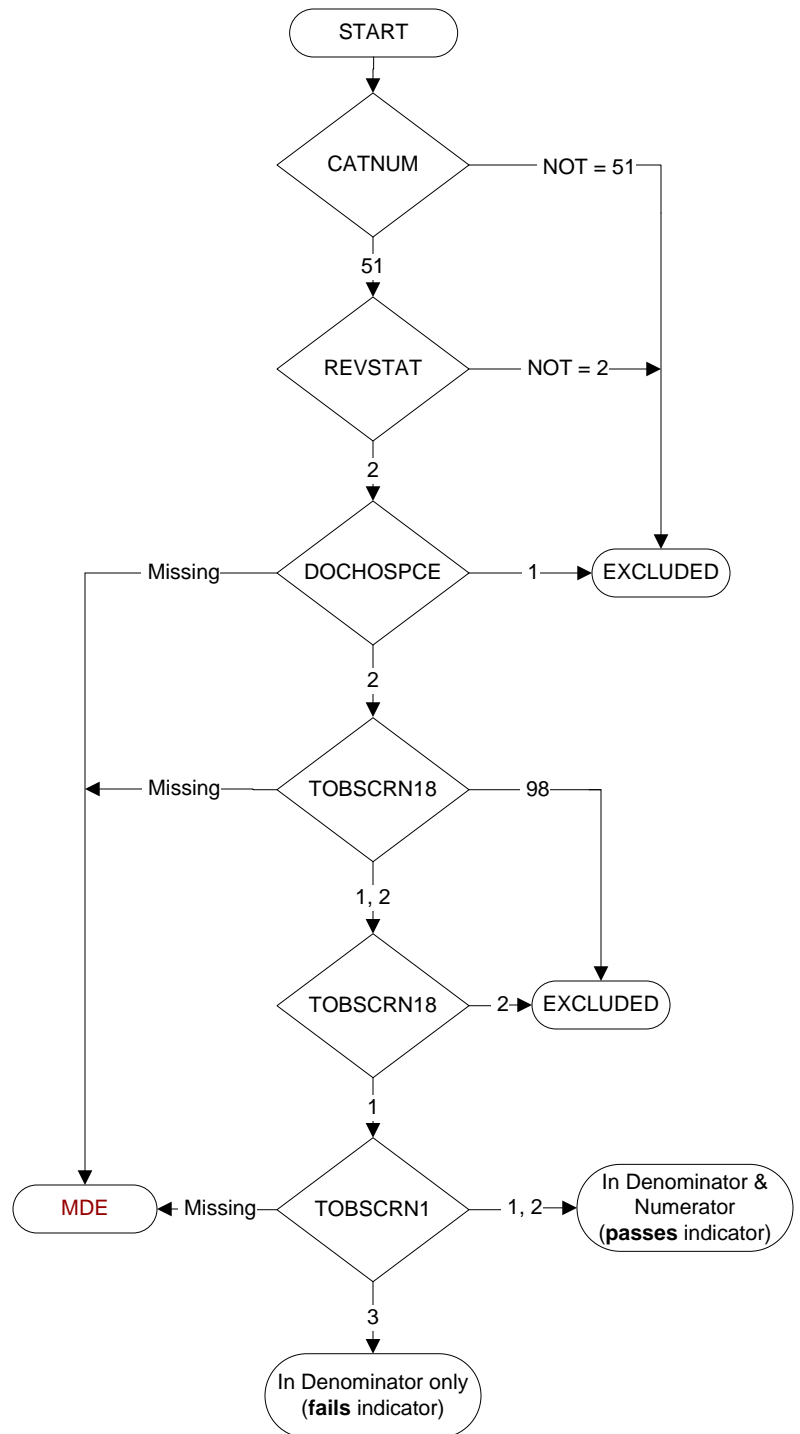 START
CATNUM
NOT = 51
51
REVSTAT
NOT = 2
2
Missing
DOCHOSPCE
1
EXCLUDED
2
Missing
TOBSCRN18
98
1, 2
TOBSCRN18
2
EXCLUDED
1
MDE
Missing
TOBSCRN1
1, 2
In Denominator &
Numerator
(passes indicator)
3
In Denominator only
(fails indicator)